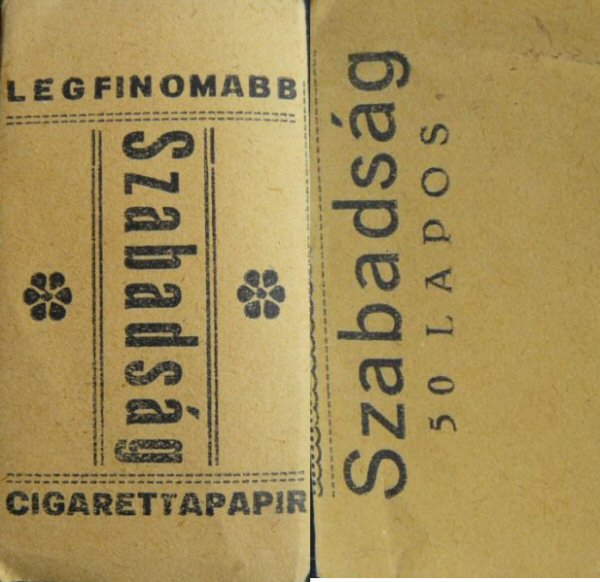 LEGFINOMABB
Szabadság
CIGARETTAPAPIR
Szabadság
50 LAPOS.